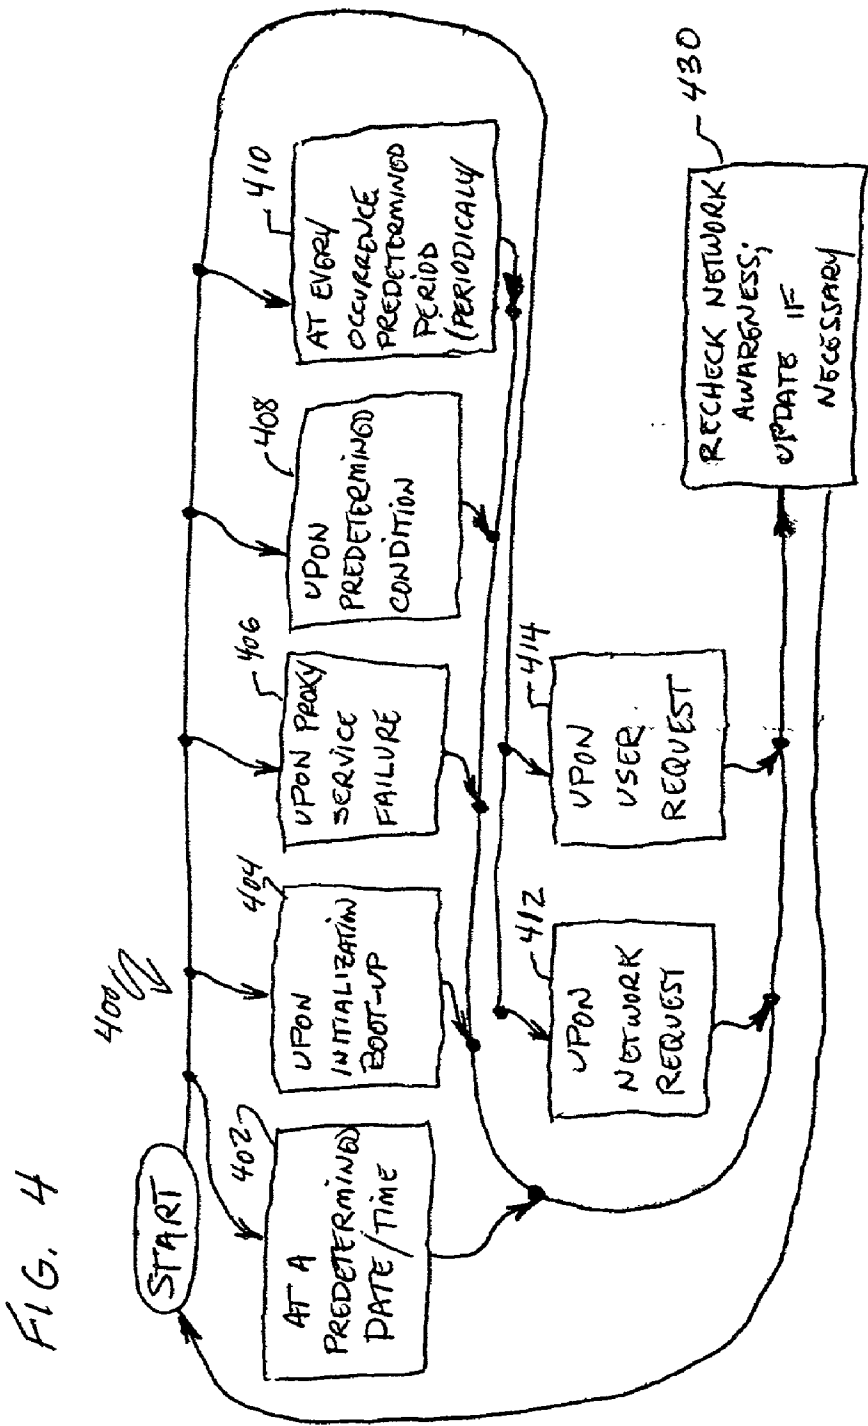 FIG. 4
400
START
402
AT A
PREDETERMINED
DATE/TIME
404
UPON
INITIALIZATION
BOOT-UP
406
UPON PROXY
SERVICE
FAILURE
408
UPON
PREDETERMINED
CONDITION
410
AT EVERY
OCCURRENCE
PREDETERMINED
PERIOD
(PERIODICALLY)
412
UPON
NETWORK
REQUEST
414
UPON
USER
REQUEST
430
RECHECK NETWORK
AWARENESS;
UPDATE IF
NECESSARY